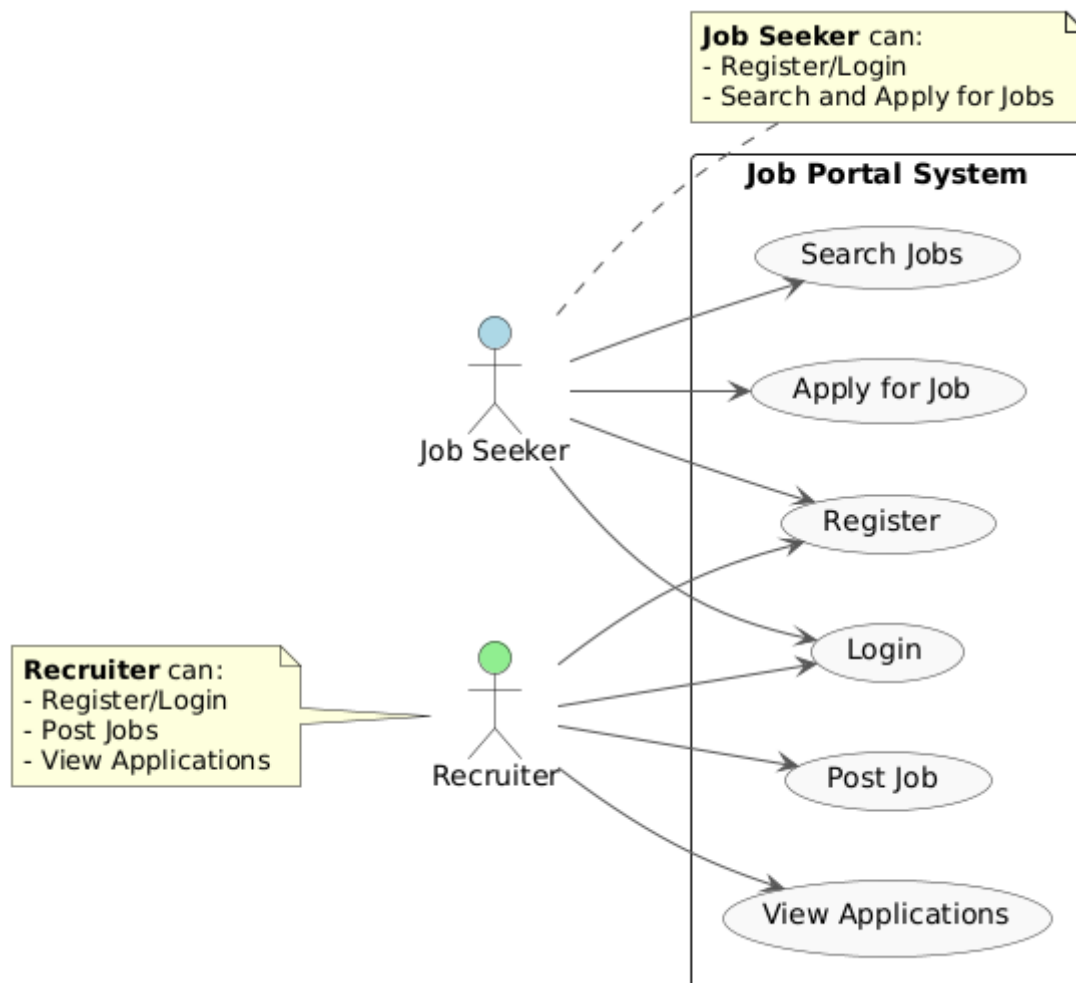 Job Seeker can:
- Register/Login
- Search and Apply for Jobs
Job Portal System
Search Jobs
Apply for Job
Job Seeker
Register
Login
Recruiter can:
- Register/Login
- Post Jobs
- View Applications
Recruiter
Post Job
View Applications